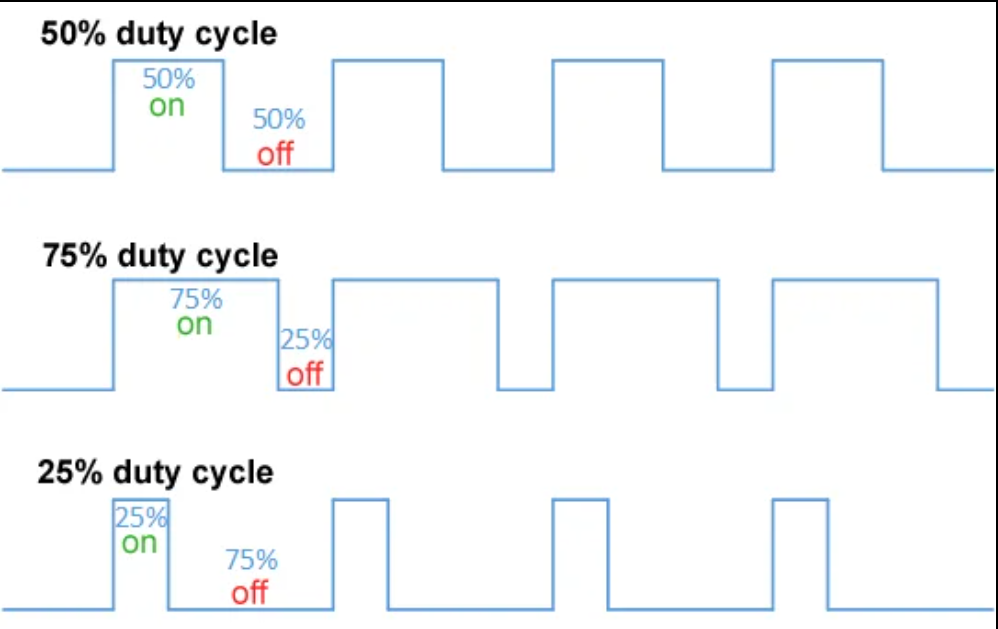 50% duty cycle
50%
on
50%
off
75% duty cycle
75%
on
25%
off
25% duty cycle
25%
on
75%
off